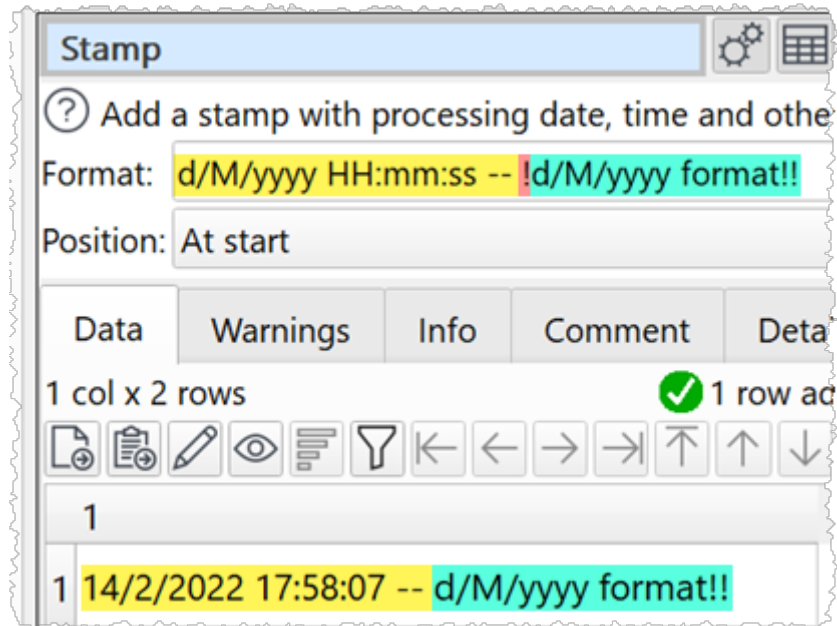 Stamp
Add a stamp with processing date, time and othe
Format: d/M/yyyy HH:mm:ss -- !d/M/yyyy format!!
Position: At start
Data Warnings Info Comment Detai
1 col x 2 rows 1 row ad
1
1 14/2/2022 17:58:07 -- d/M/yyyy format!!